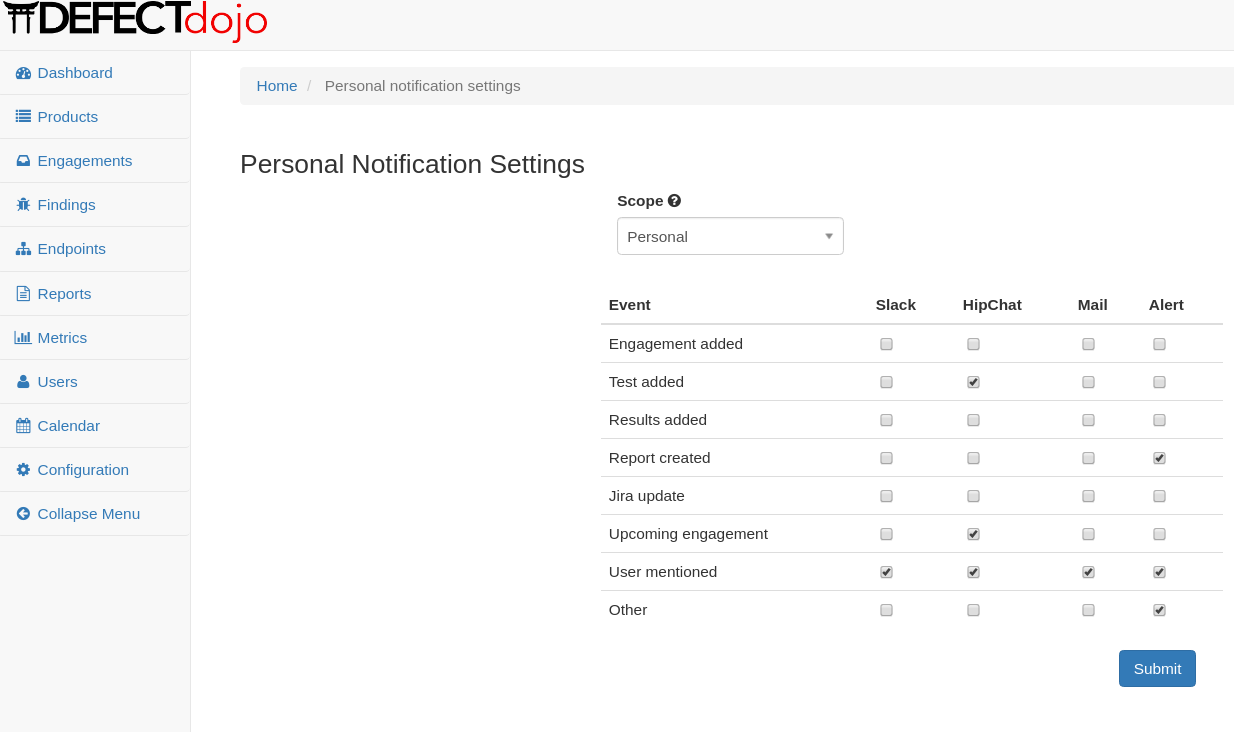 DEFECTdojo
Dashboard
Products
Engagements
Findings
Endpoints
Reports
Metrics
Users
Calendar
Configuration
Collapse Menu
Home / Personal notification settings
Personal Notification Settings
Scope ?
Personal
Event Slack HipChat Mail Alert
Engagement added
Test added
Results added
Report created
Jira update
Upcoming engagement
User mentioned
Other
Submit